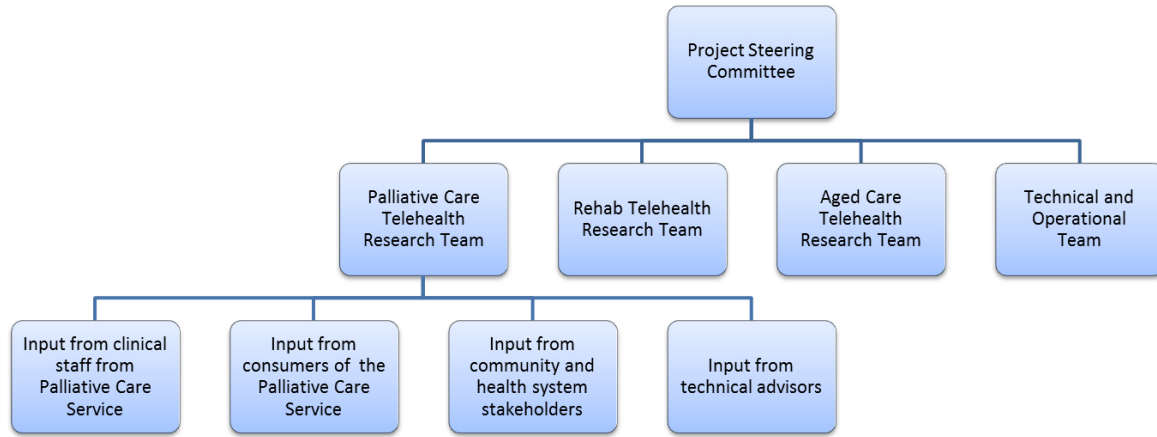 Project Steering
Committee
Palliative Care
Telehealth
Research Team
Rehab Telehealth
Research Team
Aged Care
Telehealth
Research Team
Technical and
Operational
Team
Input from clinical
staff from
Palliative Care
Service
Input from
consumers of the
Palliative Care
Service
Input from
community and
health system
stakeholders
Input from
technical advisors